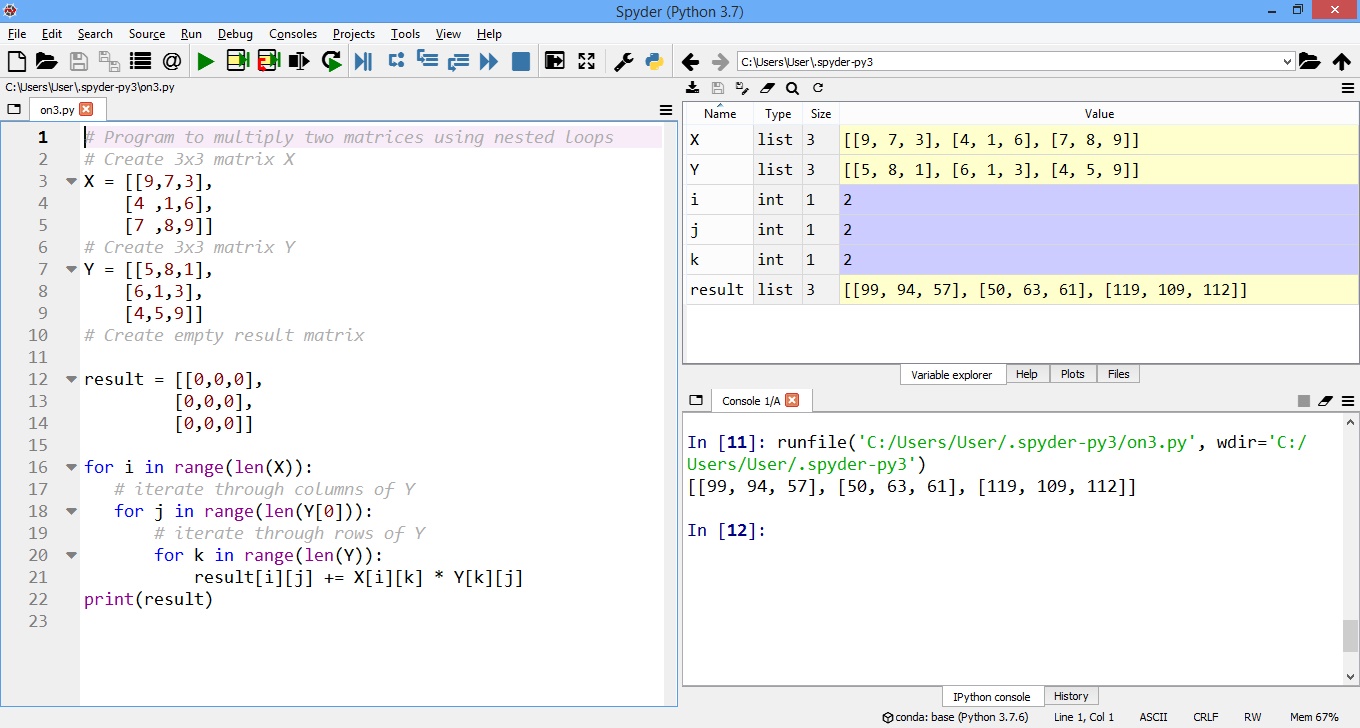 Spyder (Python 3.7)
File Edit Search Source Run Debug Consoles Projects Tools View Help
C:\Users\User\.spyder-py3
C:\Users\User\.spyder-py3\on3.py
on3.py
1 # Program to multiply two matrices using nested loops
2 # Create 3x3 matrix X
3 X = [[9,7,3],
4     [4 ,1,6],
5     [7 ,8,9]]
6 # Create 3x3 matrix Y
7 Y = [[5,8,1],
8     [6,1,3],
9     [4,5,9]]
10 # Create empty result matrix
11
12 result = [[0,0,0],
13          [0,0,0],
14          [0,0,0]]
15
16 for i in range(len(X)):
17    # iterate through columns of Y
18    for j in range(len(Y[0])):
19        # iterate through rows of Y
20        for k in range(len(Y)):
21            result[i][j] += X[i][k] * Y[k][j]
22 print(result)
23
Name Type Size Value
X list 3 [[9, 7, 3], [4, 1, 6], [7, 8, 9]]
Y list 3 [[5, 8, 1], [6, 1, 3], [4, 5, 9]]
i int 1 2
j int 1 2
k int 1 2
result list 3 [[99, 94, 57], [50, 63, 61], [119, 109, 112]]
Variable explorer Help Plots Files
Console 1/A
In [11]: runfile('C:/Users/User/.spyder-py3/on3.py', wdir='C:/
Users/User/.spyder-py3')
[[99, 94, 57], [50, 63, 61], [119, 109, 112]]
In [12]:
IPython console History
conda: base (Python 3.7.6) Line 1, Col 1 ASCII CRLF RW Mem 67%